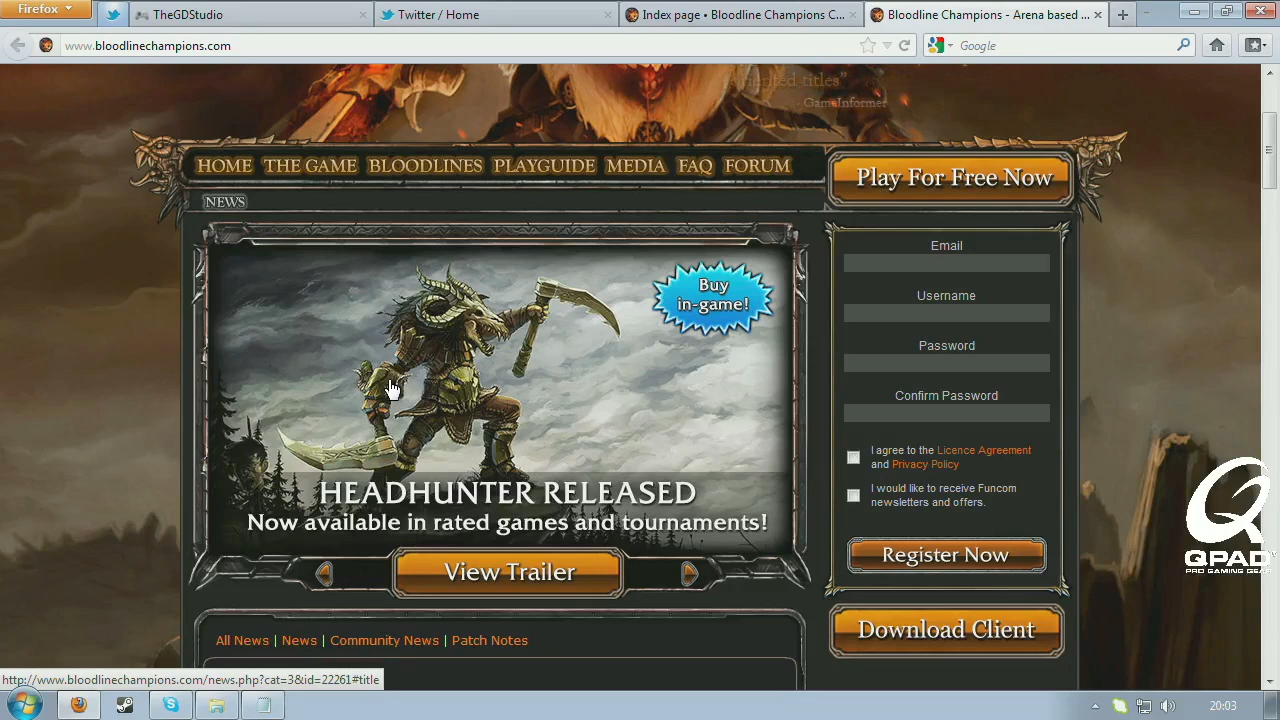 Firefox
TheGDStudio
Twitter / Home
Index page • Bloodline Champions C...
Bloodline Champions - Arena based ...
www.bloodlinechampions.com
Google
oriented titles"
- GameInformer
HOME THE GAME BLOODLINES PLAYGUIDE MEDIA FAQ FORUM
Play For Free Now
NEWS
Buy
in-game!
HEADHUNTER RELEASED
Now available in rated games and tournaments!
View Trailer
Email
Username
Password
Confirm Password
I agree to the Licence Agreement
and Privacy Policy
I would like to receive Funcom
newsletters and offers.
Register Now
Download Client
QPAD
PRO GAMING GEAR
All News | News | Community News | Patch Notes
http://www.bloodlinechampions.com/news.php?cat=3&id=22261#title
20:03